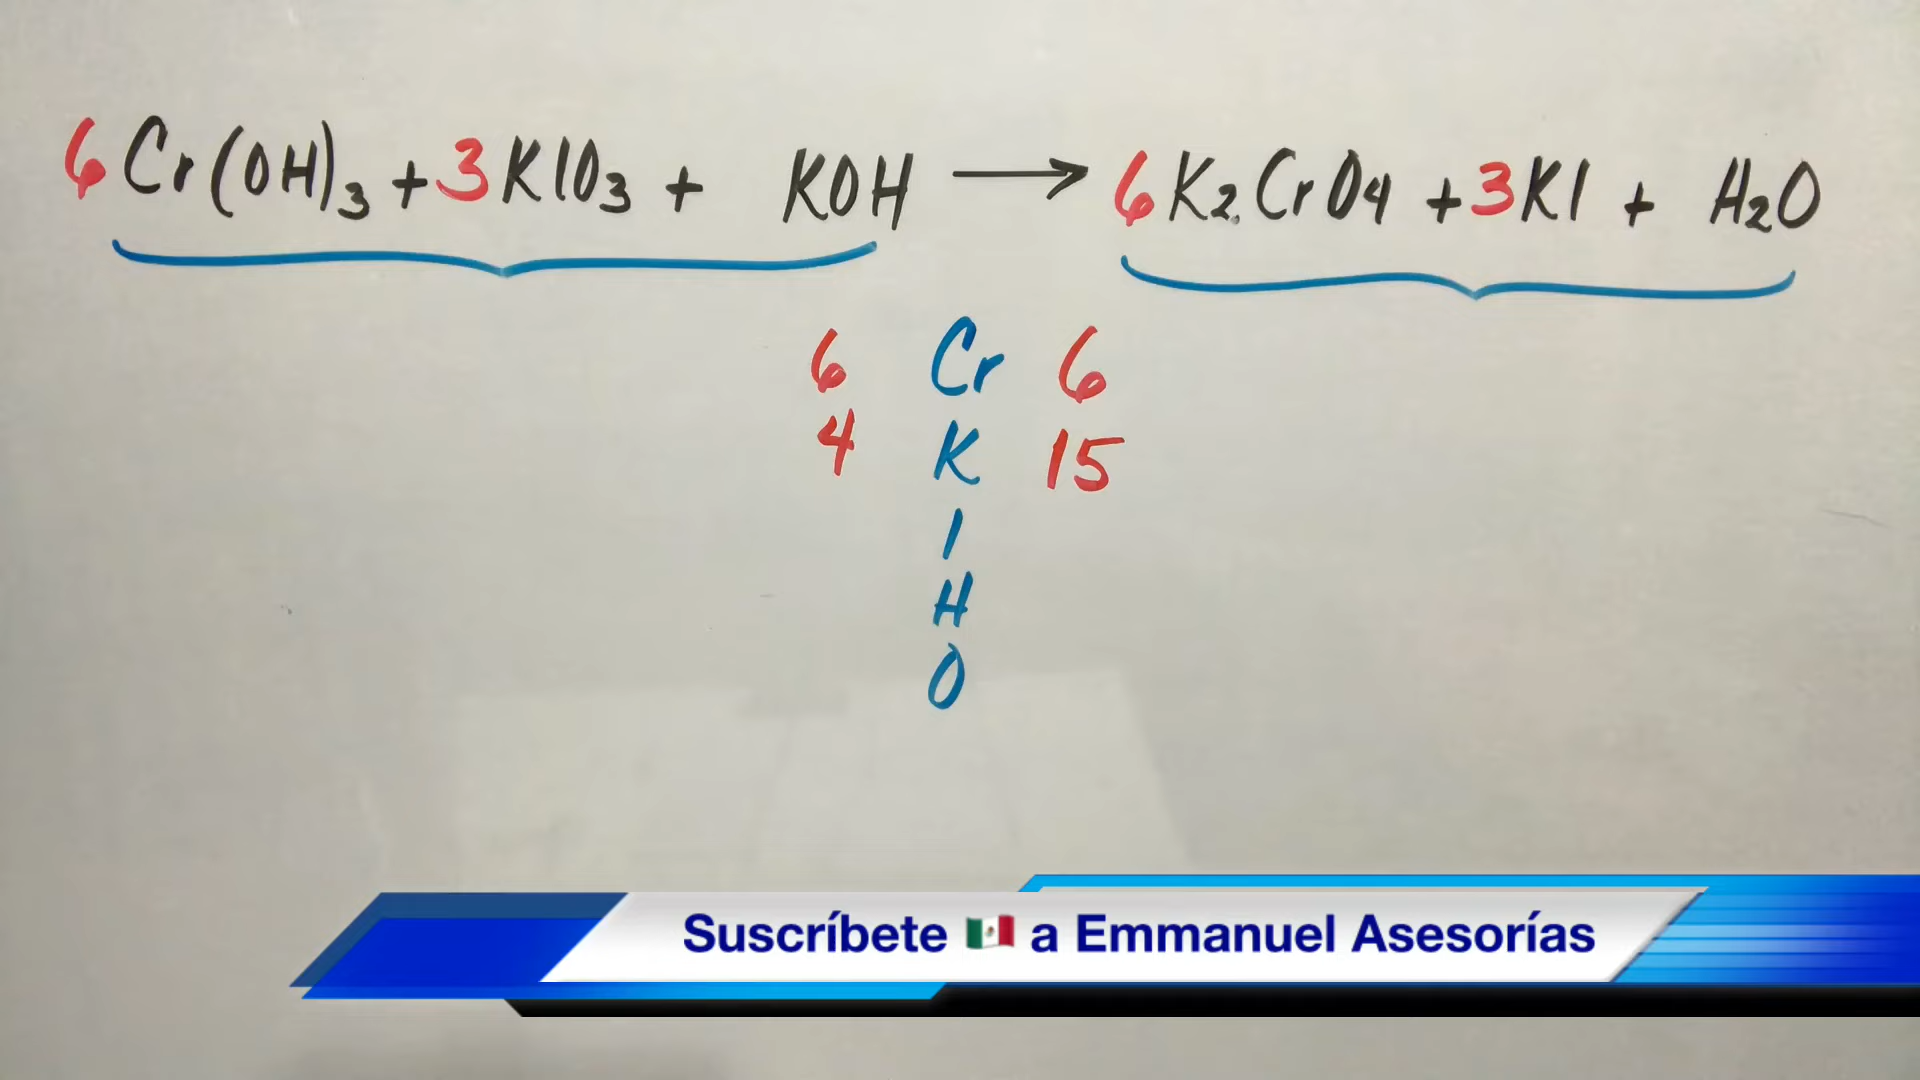 6Cr(OH)₃ + 3KIO₃ + KOH → 6K₂CrO₄ + 3KI + H₂O
6 Cr 6
4 K 15
I
H
O
Suscríbete 🇲🇽 a Emmanuel Asesorías